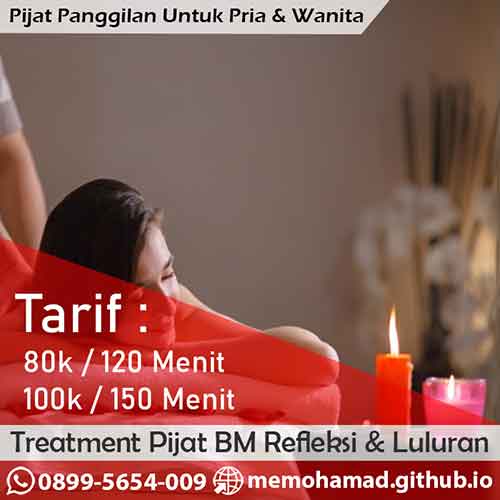 Pijat Panggilan Untuk Pria & Wanita
Tarif :
80k / 120 Menit
100k / 150 Menit
Treatment Pijat BM Refleksi & Luluran
0899-5654-009 memohamad.github.io